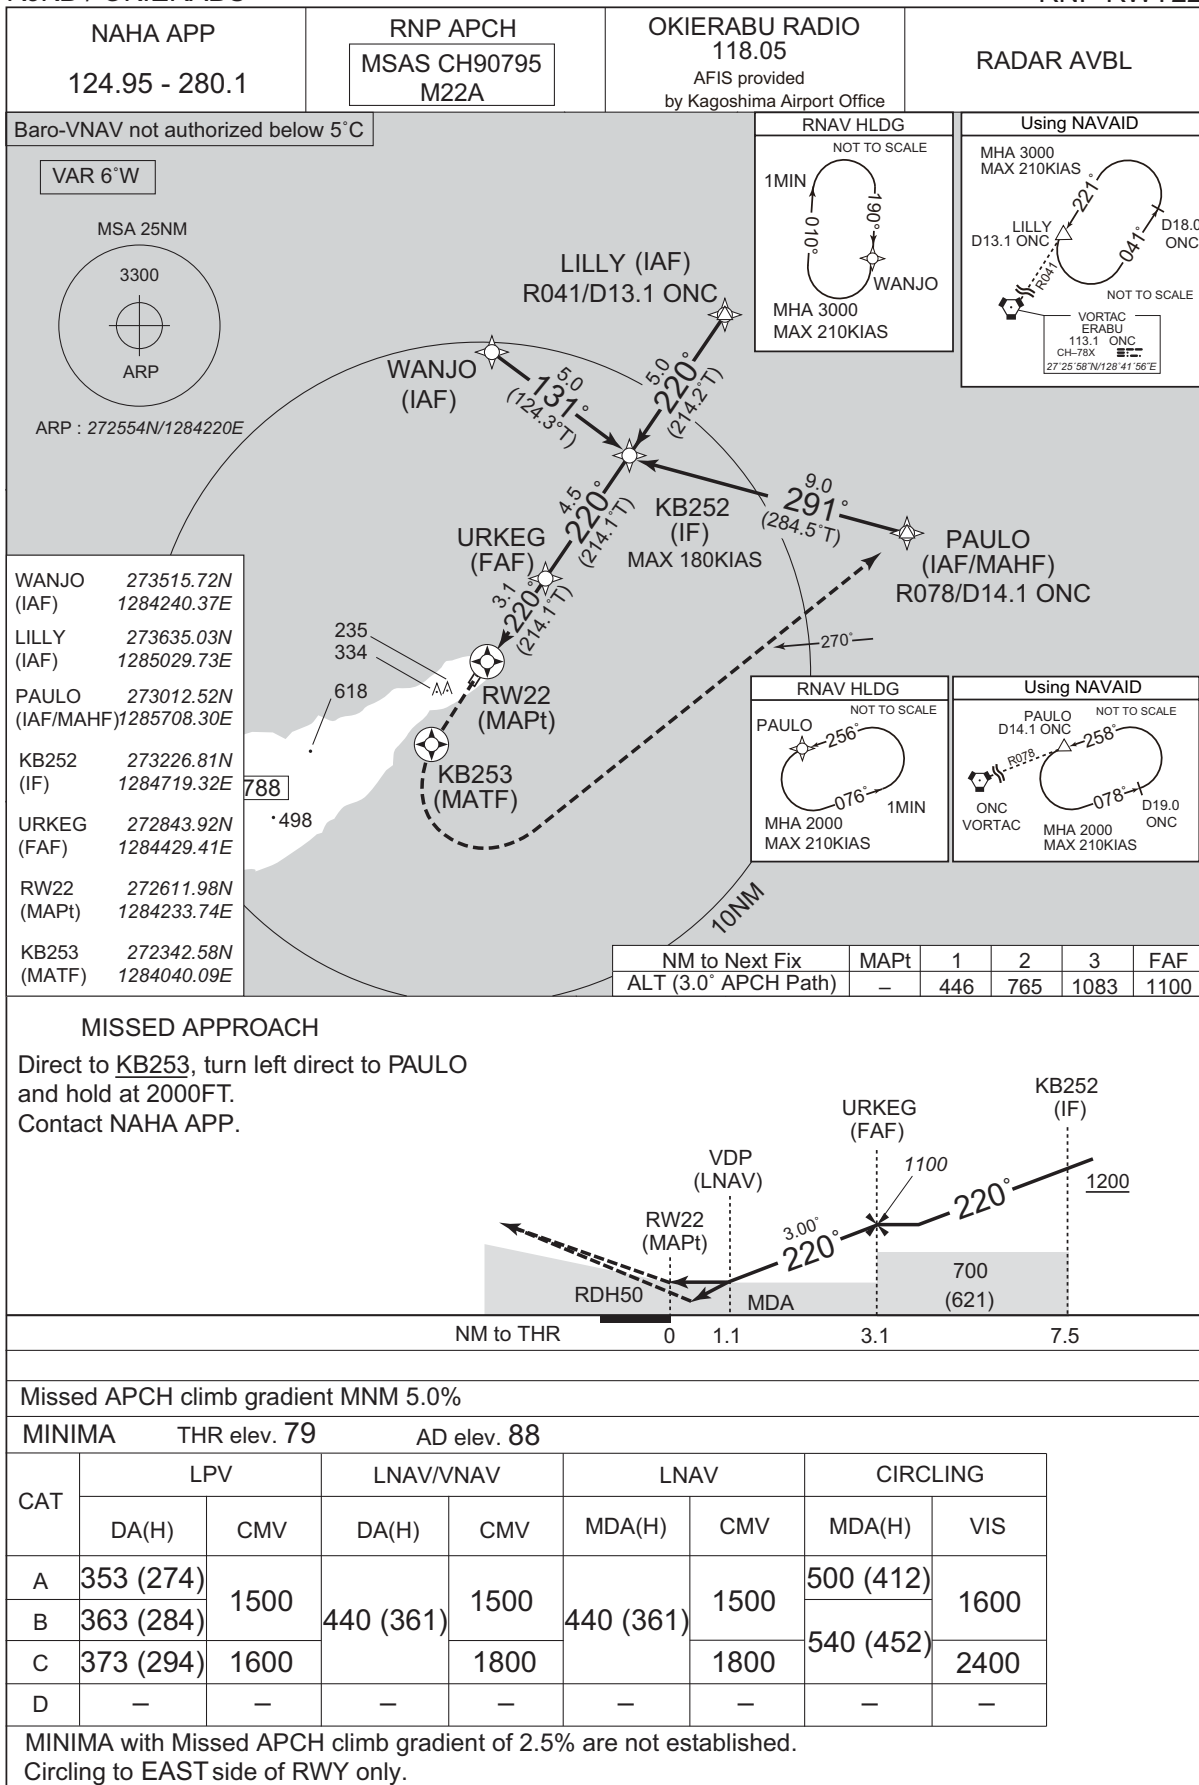 NAHA APP
124.95 - 280.1
RNP APCH
MSAS CH90795
M22A
OKIERABU RADIO
118.05
AFIS provided
by Kagoshima Airport Office
RADAR AVBL
Baro-VNAV not authorized below 5˚C
VAR 6˚W
MSA 25NM
3300
ARP
ARP : 272554N/1284220E
RNAV HLDG
NOT TO SCALE
1MIN
010°
190°
WANJO
MHA 3000
MAX 210KIAS
Using NAVAID
MHA 3000
MAX 210KIAS
221°
LILLY
D13.1 ONC
041°
D18.0
ONC
R041
NOT TO SCALE
VORTAC
ERABU
113.1 ONC
CH–78X
27°25´58˝N/128°41´56˝E
LILLY (IAF)
R041/D13.1 ONC
WANJO
(IAF)
5.0
131°
(124.3°T)
5.0
220°
(214.2°T)
KB252
(IF)
MAX 180KIAS
9.0
291°
(284.5°T)
PAULO
(IAF/MAHF)
R078/D14.1 ONC
4.5
220°
(214.1°T)
URKEG
(FAF)
3.1
220°
(214.1°T)
270°
235
334
618
RW22
(MAPt)
KB253
(MATF)
788
498
10NM
WANJO 273515.72N
(IAF) 1284240.37E
LILLY 273635.03N
(IAF) 1285029.73E
PAULO 273012.52N
(IAF/MAHF) 1285708.30E
KB252 273226.81N
(IF) 1284719.32E
URKEG 272843.92N
(FAF) 1284429.41E
RW22 272611.98N
(MAPt) 1284233.74E
KB253 272342.58N
(MATF) 1284040.09E
RNAV HLDG
NOT TO SCALE
PAULO
256°
076°
1MIN
MHA 2000
MAX 210KIAS
Using NAVAID
PAULO
D14.1 ONC
NOT TO SCALE
R078
258°
078°
D19.0
ONC
ONC
VORTAC
MHA 2000
MAX 210KIAS
NM to Next Fix MAPt 1 2 3 FAF
ALT (3.0˚ APCH Path) – 446 765 1083 1100
MISSED APPROACH
Direct to KB253, turn left direct to PAULO
and hold at 2000FT.
Contact NAHA APP.
KB252
(IF)
URKEG
(FAF)
1100
VDP
(LNAV)
1200
220°
RW22
(MAPt)
3.00°
220°
700
(621)
RDH50
MDA
NM to THR 0 1.1 3.1 7.5
Missed APCH climb gradient MNM 5.0%
MINIMA THR elev. 79 AD elev. 88
CAT LPV LNAV/VNAV LNAV CIRCLING
DA(H) CMV DA(H) CMV MDA(H) CMV MDA(H) VIS
A 353 (274) 1500 440 (361) 1500 440 (361) 1500 500 (412) 1600
B 363 (284) 540 (452)
C 373 (294) 1600 1800 1800 2400
D – – – – – – – –
MINIMA with Missed APCH climb gradient of 2.5% are not established.
Circling to EAST side of RWY only.